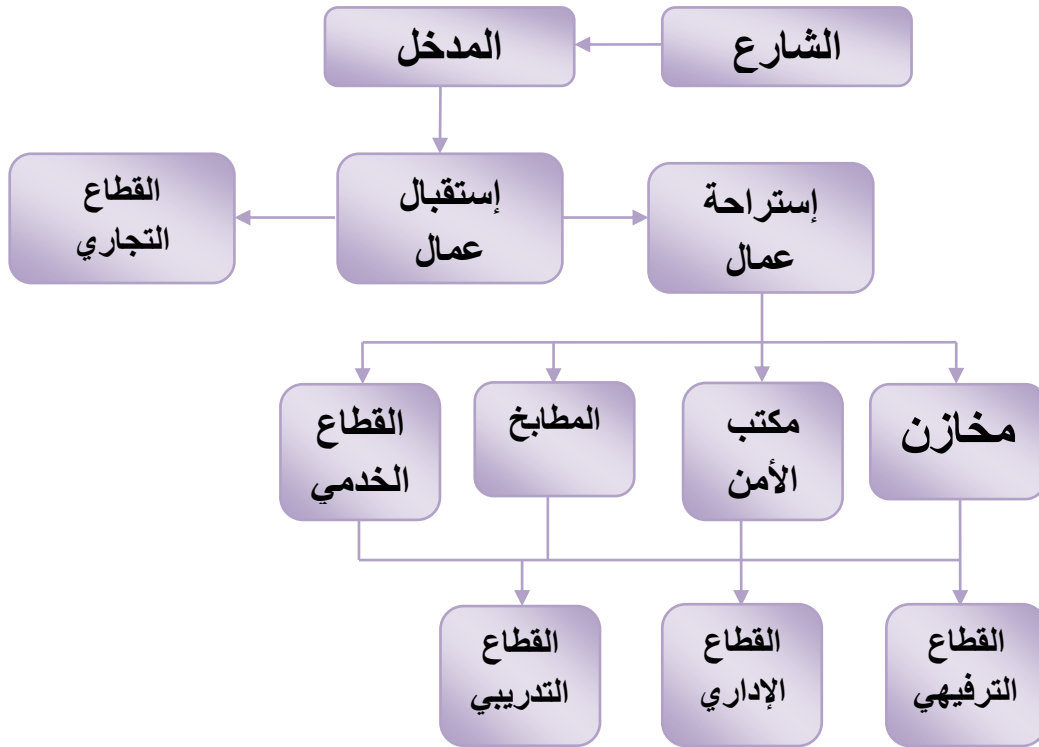 الشارع
المدخل
إستراحة
عمال
إستقبال
عمال
القطاع
التجاري
مخازن
مكتب
الأمن
المطابخ
القطاع
الخدمي
القطاع
الترفيهي
القطاع
الإداري
القطاع
التدريبي